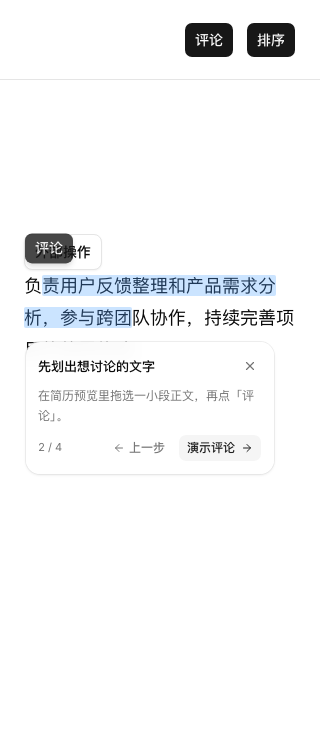 评论
排序
评论
操作
负责用户反馈整理和产品需求分
析，参与跨团队协作，持续完善项
先划出想讨论的文字
在简历预览里拖选一小段正文，再点「评
论」。
2 / 4
← 上一步
演示评论 →